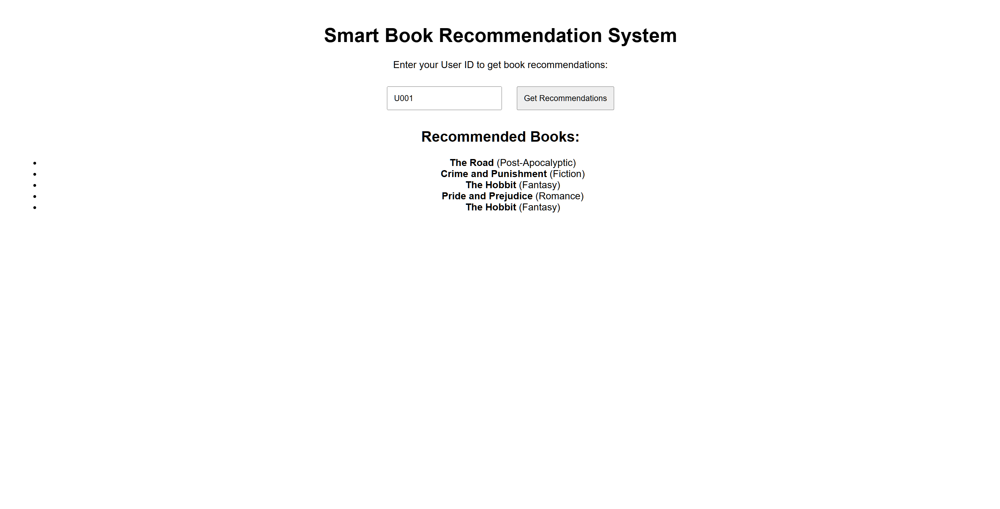 Smart Book Recommendation System
Enter your User ID to get book recommendations:
U001
Get Recommendations
Recommended Books:
The Road (Post-Apocalyptic)
Crime and Punishment (Fiction)
The Hobbit (Fantasy)
Pride and Prejudice (Romance)
The Hobbit (Fantasy)